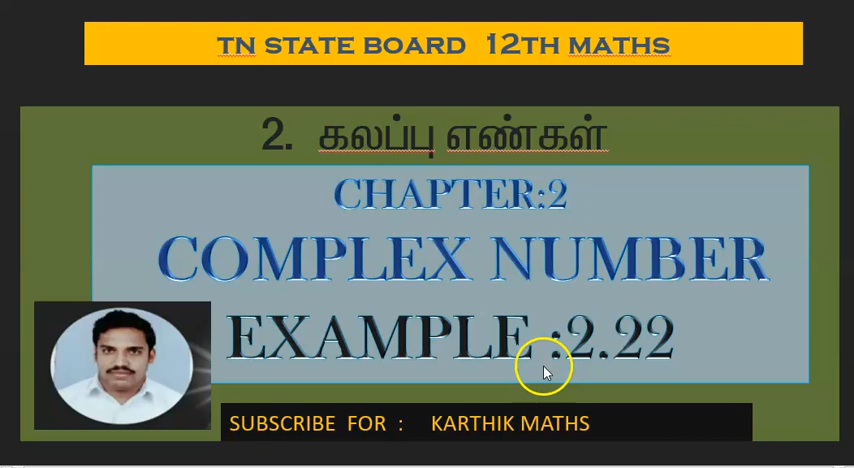 TN STATE BOARD 12TH MATHS
2. கலப்பு எண்கள்
CHAPTER:2
COMPLEX NUMBER
EXAMPLE :2.22
SUBSCRIBE FOR : KARTHIK MATHS